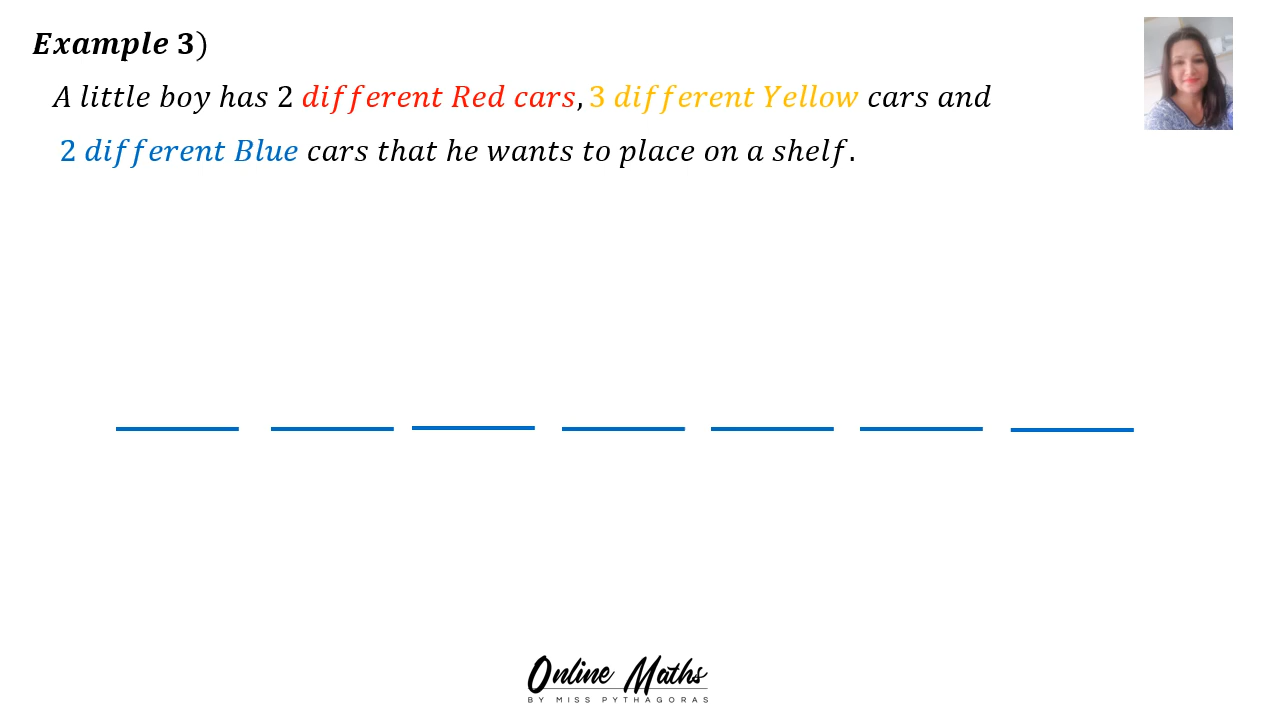 Example 3)
A little boy has 2 different Red cars, 3 different Yellow cars and
2 different Blue cars that he wants to place on a shelf.
Online Maths
BY MISS PYTHAGORAS